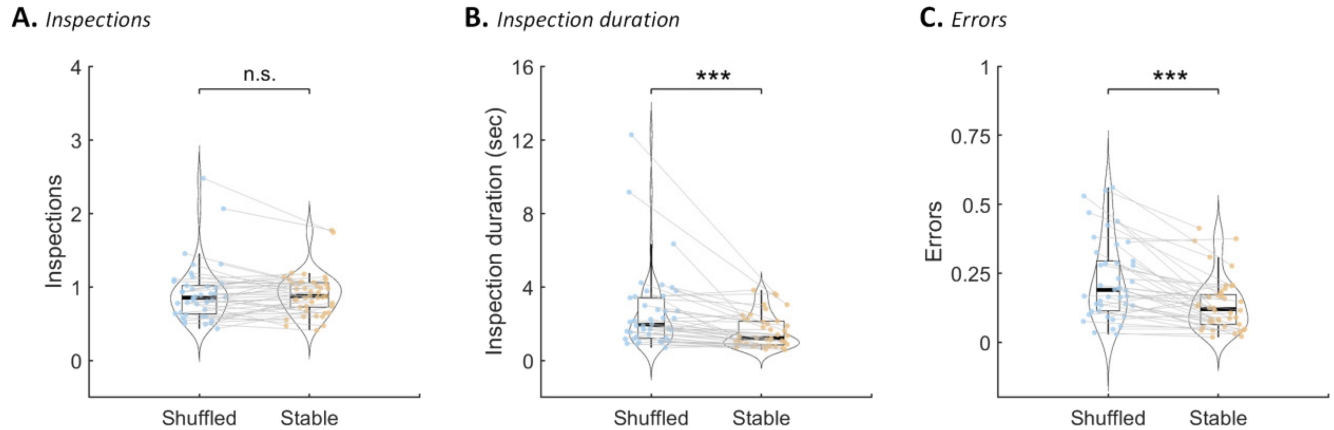 A. Inspections
4
3
2
1
0
Inspections
n.s.
Shuffled
Stable
B. Inspection duration
16
12
8
4
0
Inspection duration (sec)
***
Shuffled
Stable
C. Errors
1
0.75
0.5
0.25
0
Errors
***
Shuffled
Stable